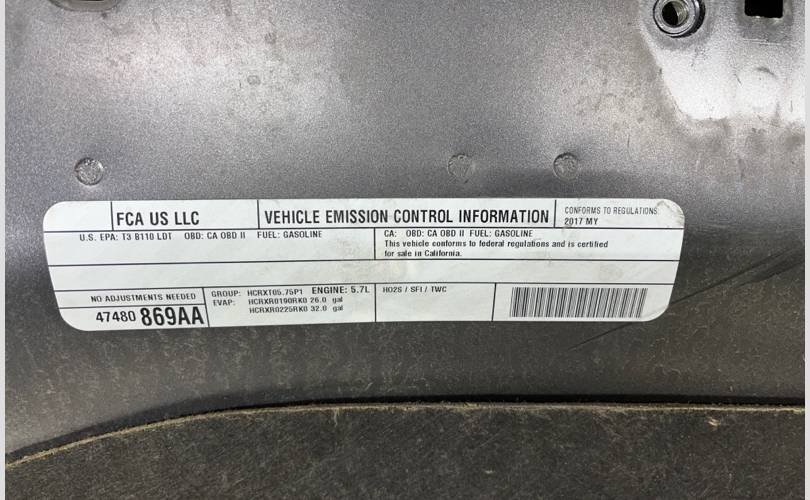 FCA US LLC
VEHICLE EMISSION CONTROL INFORMATION
CONFORMS TO REGULATIONS:
2017 MY
U.S. EPA: T3 B110 LDT OBD: CA OBD II FUEL: GASOLINE
CA: OBD: CA OBD II FUEL: GASOLINE
This vehicle conforms to federal regulations and is certified
for sale in California.
NO ADJUSTMENTS NEEDED
47480 869AA
GROUP: HCRXT05.75P1 ENGINE: 5.7L
EVAP: HCRXR0190RK0 26.0 gal
HCRXR0225RK0 32.0 gal
HO2S / SFI / TWC